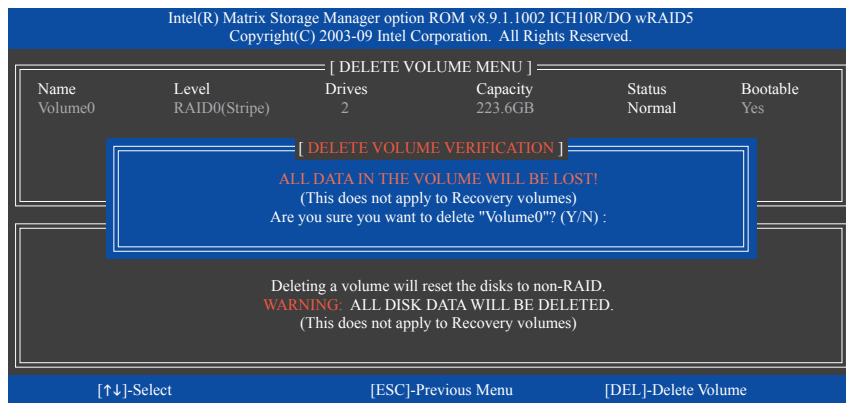 Intel(R) Matrix Storage Manager option ROM v8.9.1.1002 ICH10R/DO wRAID5
Copyright(C) 2003-09 Intel Corporation.  All Rights Reserved.
[ DELETE VOLUME MENU ]
Name Level Drives Capacity Status Bootable
Volume0 RAID0(Stripe) 2 223.6GB Normal Yes
[ DELETE VOLUME VERIFICATION ]
ALL DATA IN THE VOLUME WILL BE LOST!
(This does not apply to Recovery volumes)
Are you sure you want to delete "Volume0"? (Y/N) :
Deleting a volume will reset the disks to non-RAID.
WARNING:  ALL DISK DATA WILL BE DELETED.
(This does not apply to Recovery volumes)
[↑↓]-Select [ESC]-Previous Menu [DEL]-Delete Volume